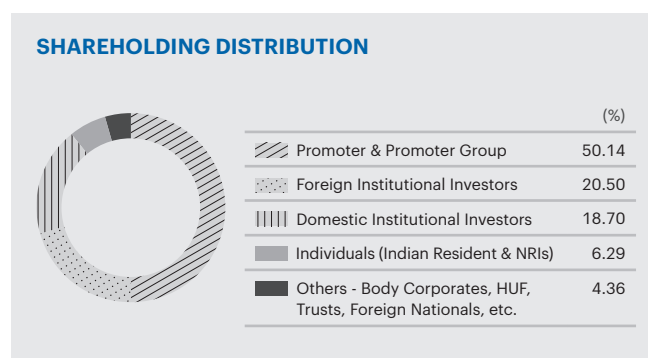 SHAREHOLDING DISTRIBUTION
(%)
Promoter & Promoter Group 50.14
Foreign Institutional Investors 20.50
Domestic Institutional Investors 18.70
Individuals (Indian Resident & NRIs) 6.29
Others - Body Corporates, HUF, 4.36
Trusts, Foreign Nationals, etc.